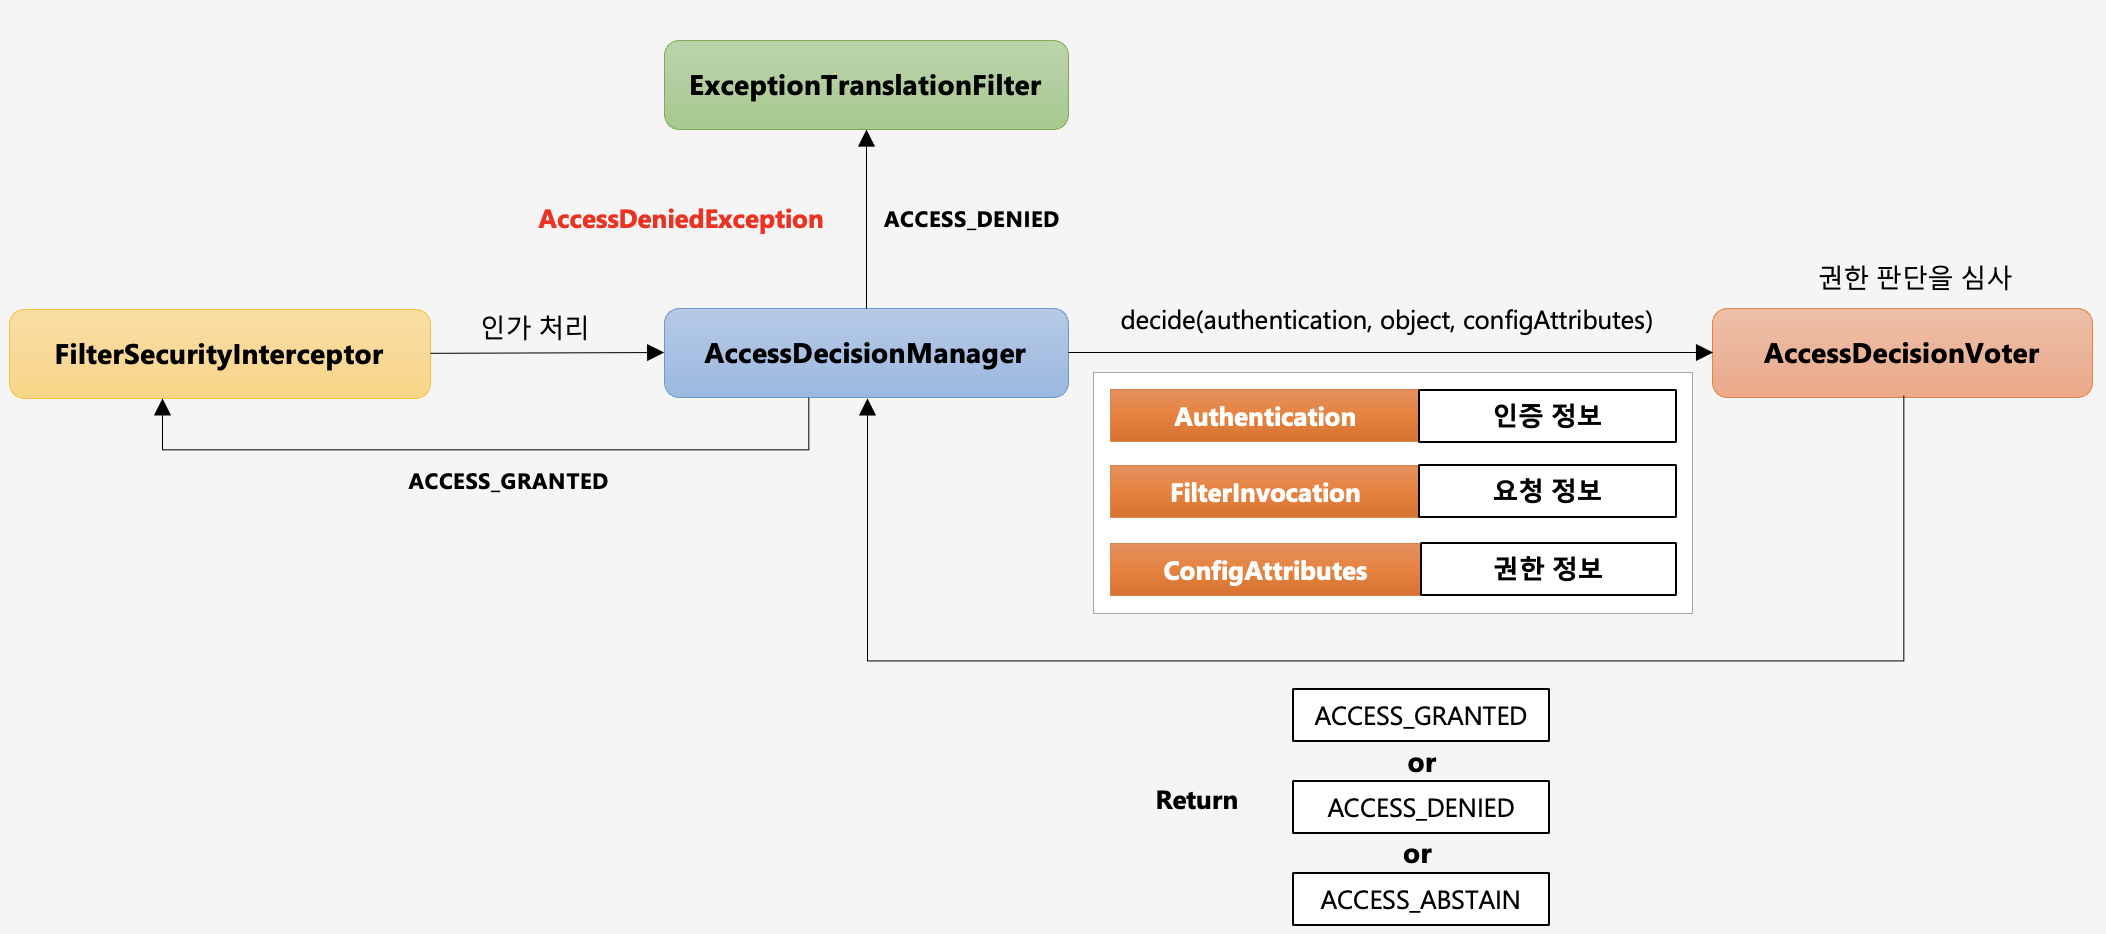 ExceptionTranslationFilter
AccessDeniedException
ACCESS_DENIED
권한 판단을 심사
FilterSecurityInterceptor
인가 처리
AccessDecisionManager
decide(authentication, object, configAttributes)
AccessDecisionVoter
Authentication
인증 정보
FilterInvocation
요청 정보
ConfigAttributes
권한 정보
ACCESS_GRANTED
Return
ACCESS_GRANTED
or
ACCESS_DENIED
or
ACCESS_ABSTAIN